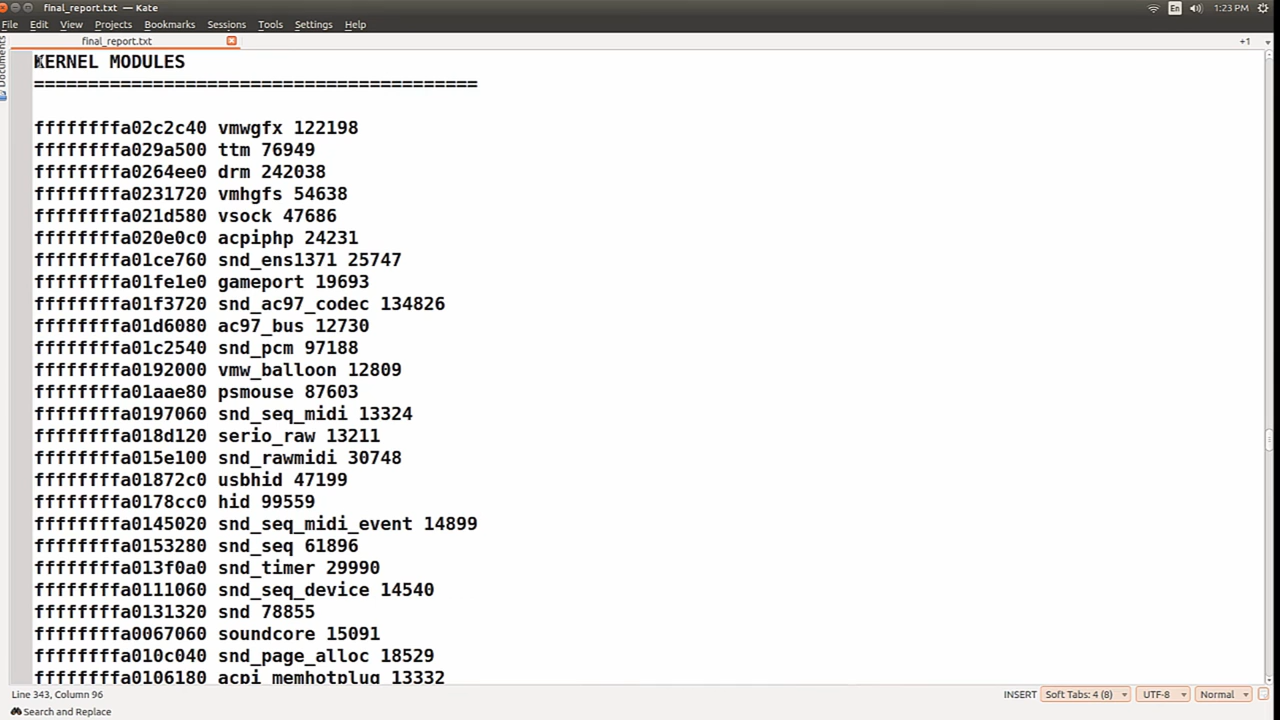 final_report.txt — Kate
En
1:23 PM
File Edit View Projects Bookmarks Sessions Tools Settings Help
final_report.txt
+1
Documents
KERNEL MODULES
=========================================
ffffffffa02c2c40 vmwgfx 122198
ffffffffa029a500 ttm 76949
ffffffffa0264ee0 drm 242038
ffffffffa0231720 vmhgfs 54638
ffffffffa021d580 vsock 47686
ffffffffa020e0c0 acpiphp 24231
ffffffffa01ce760 snd_ens1371 25747
ffffffffa01fe1e0 gameport 19693
ffffffffa01f3720 snd_ac97_codec 134826
ffffffffa01d6080 ac97_bus 12730
ffffffffa01c2540 snd_pcm 97188
ffffffffa0192000 vmw_balloon 12809
ffffffffa01aae80 psmouse 87603
ffffffffa0197060 snd_seq_midi 13324
ffffffffa018d120 serio_raw 13211
ffffffffa015e100 snd_rawmidi 30748
ffffffffa01872c0 usbhid 47199
ffffffffa0178cc0 hid 99559
ffffffffa0145020 snd_seq_midi_event 14899
ffffffffa0153280 snd_seq 61896
ffffffffa013f0a0 snd_timer 29990
ffffffffa0111060 snd_seq_device 14540
ffffffffa0131320 snd 78855
ffffffffa0067060 soundcore 15091
ffffffffa010c040 snd_page_alloc 18529
ffffffffa0106180 acpi_memhotplug 13332
Line 343, Column 96
INSERT
Soft Tabs: 4 (8)
UTF-8
Normal
Search and Replace